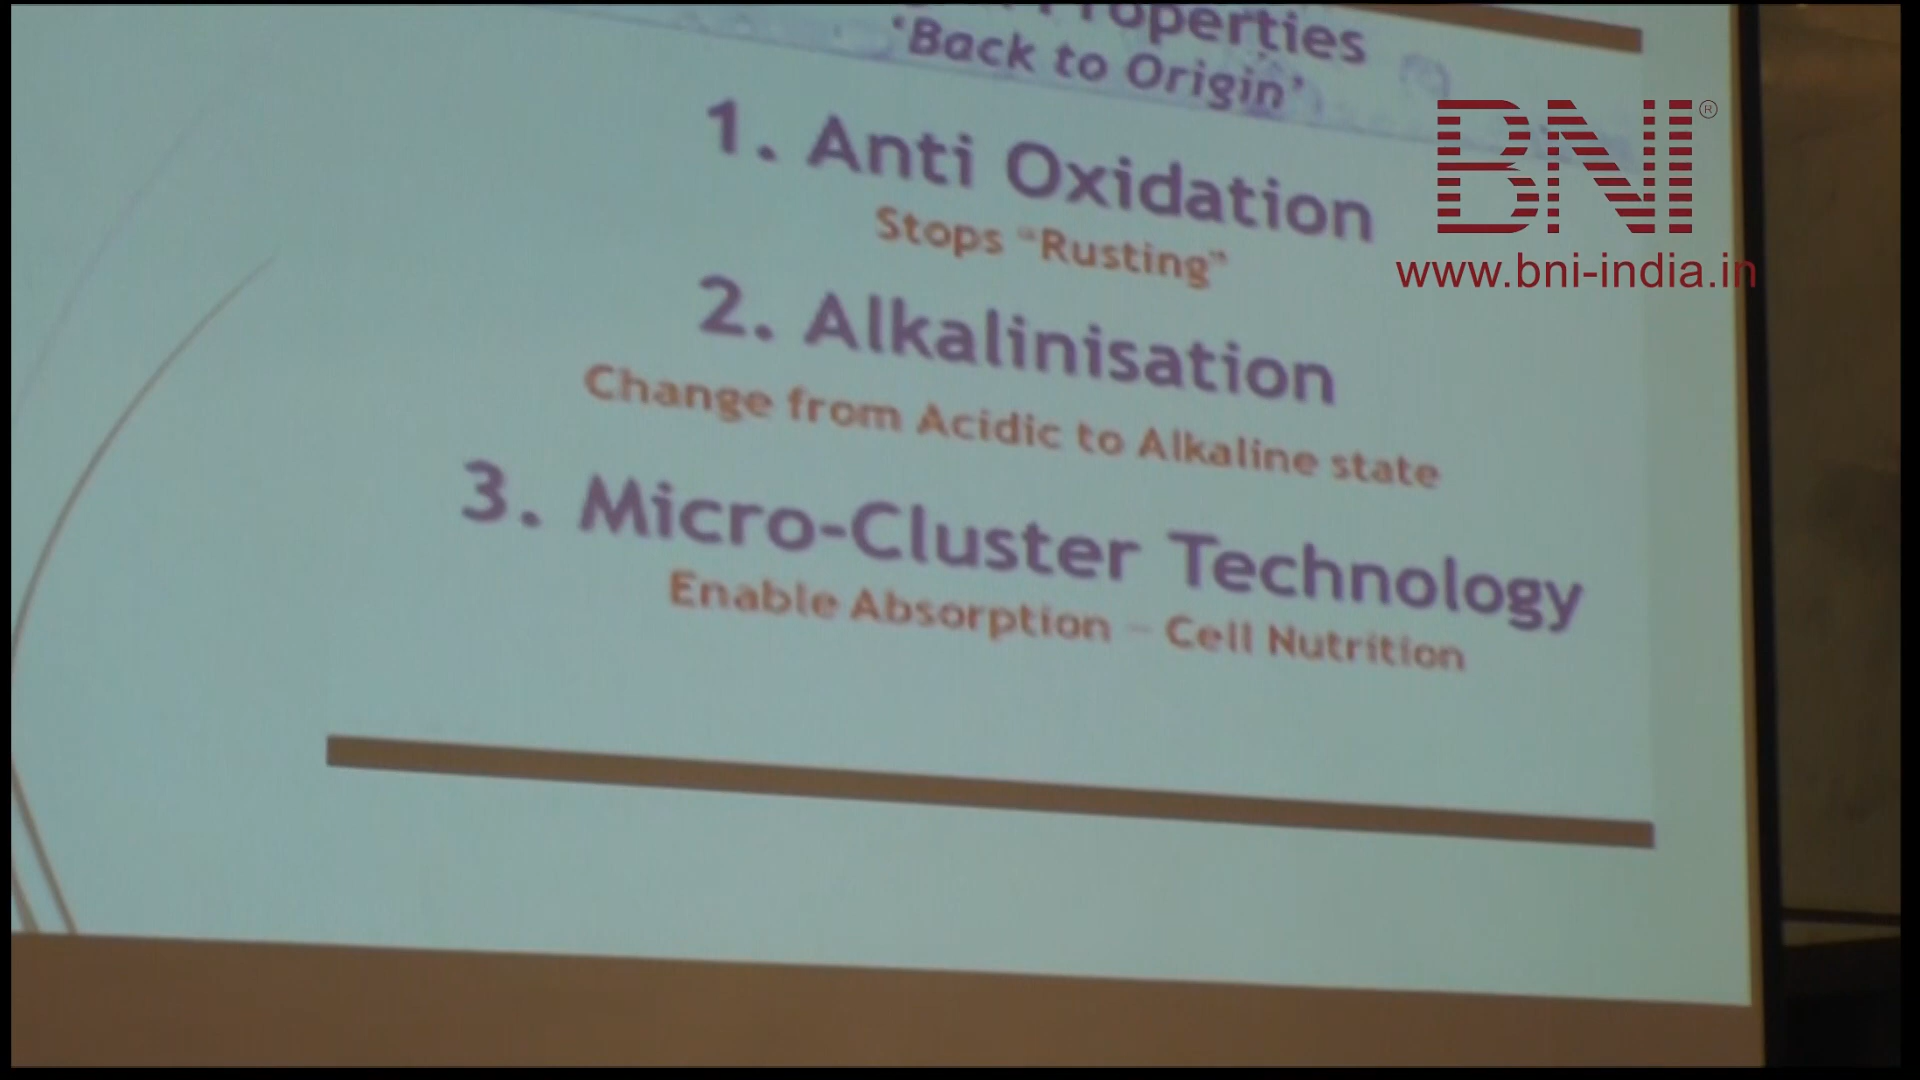 Properties
‘Back to Origin’
1. Anti Oxidation
Stops “Rusting”
2. Alkalinisation
Change from Acidic to Alkaline state
3. Micro-Cluster Technology
Enable Absorption – Cell Nutrition
BNI®
www.bni-india.in